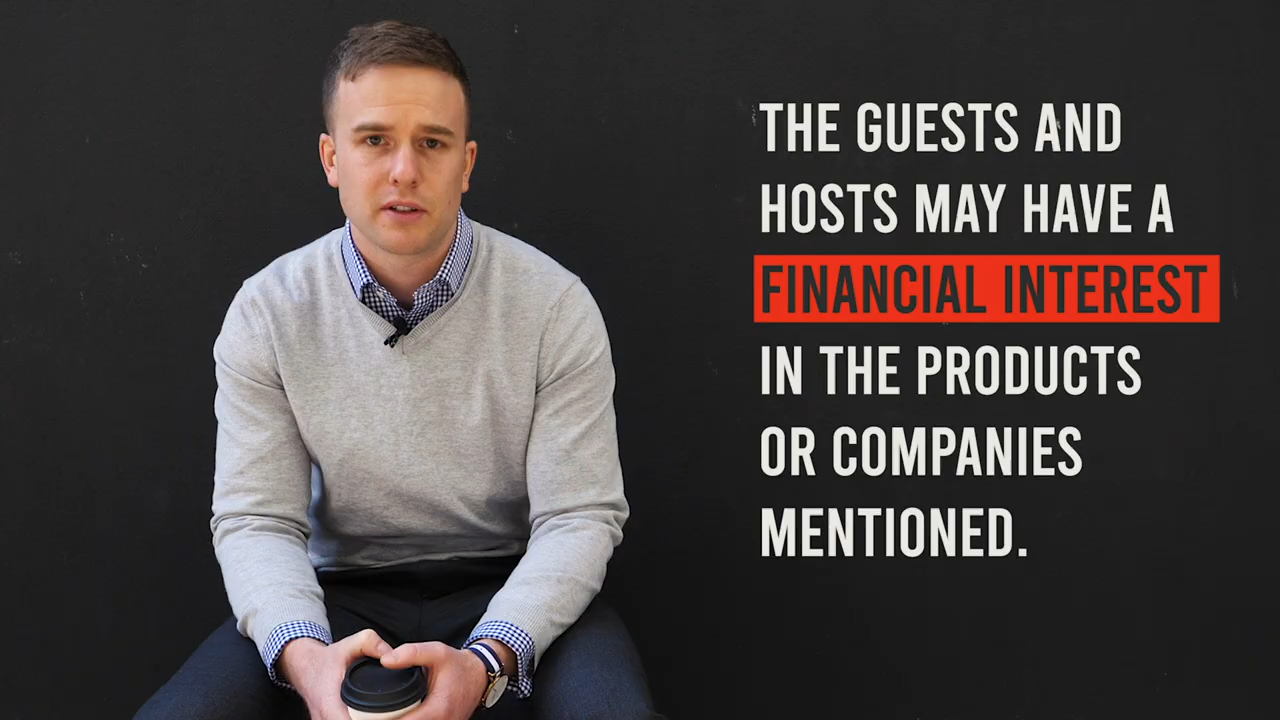 THE GUESTS AND
HOSTS MAY HAVE A
FINANCIAL INTEREST
IN THE PRODUCTS
OR COMPANIES
MENTIONED.